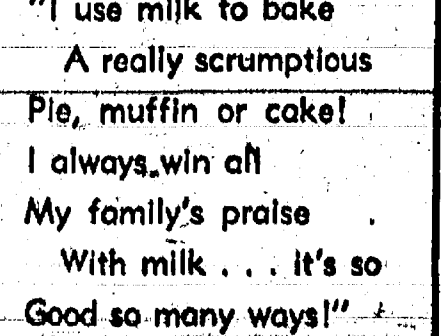 "I use milk to bake
A really scrumptious
Pie, muffin or cake!
I always win all
My family's praise
With milk . . . it's so
Good so many ways!"